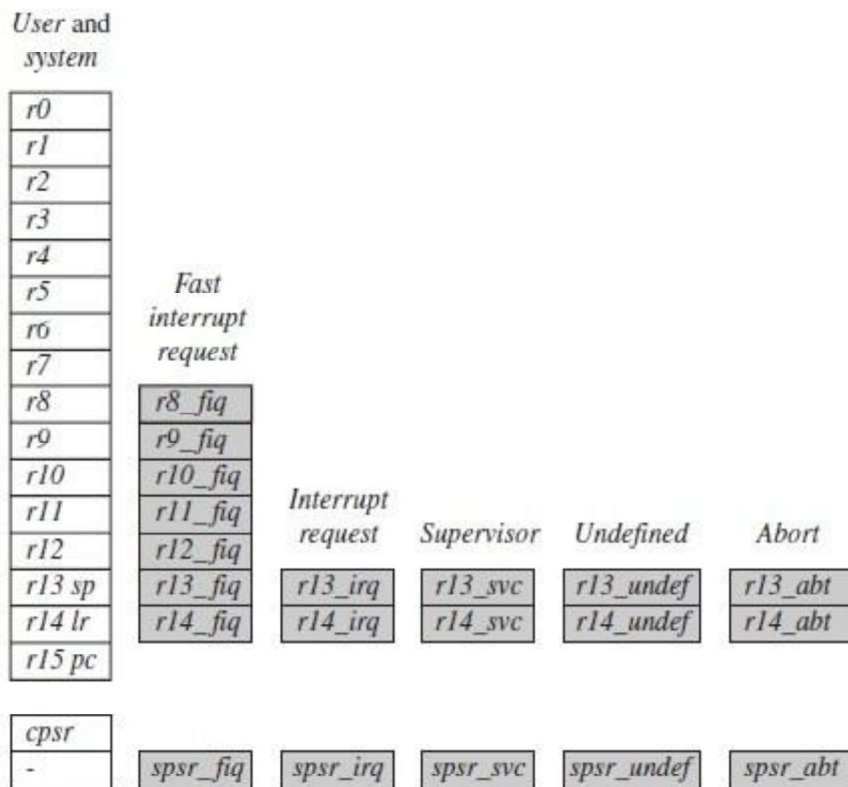 User and
system
r0
r1
r2
r3
r4
r5
r6
r7
r8
r9
r10
r11
r12
r13 sp
r14 lr
r15 pc
cpsr
-
Fast
interrupt
request
r8_fiq
r9_fiq
r10_fiq
r11_fiq
r12_fiq
r13_fiq
r14_fiq
spsr_fiq
Interrupt
request
r13_irq
r14_irq
spsr_irq
Supervisor
r13_svc
r14_svc
spsr_svc
Undefined
r13_undef
r14_undef
spsr_undef
Abort
r13_abt
r14_abt
spsr_abt